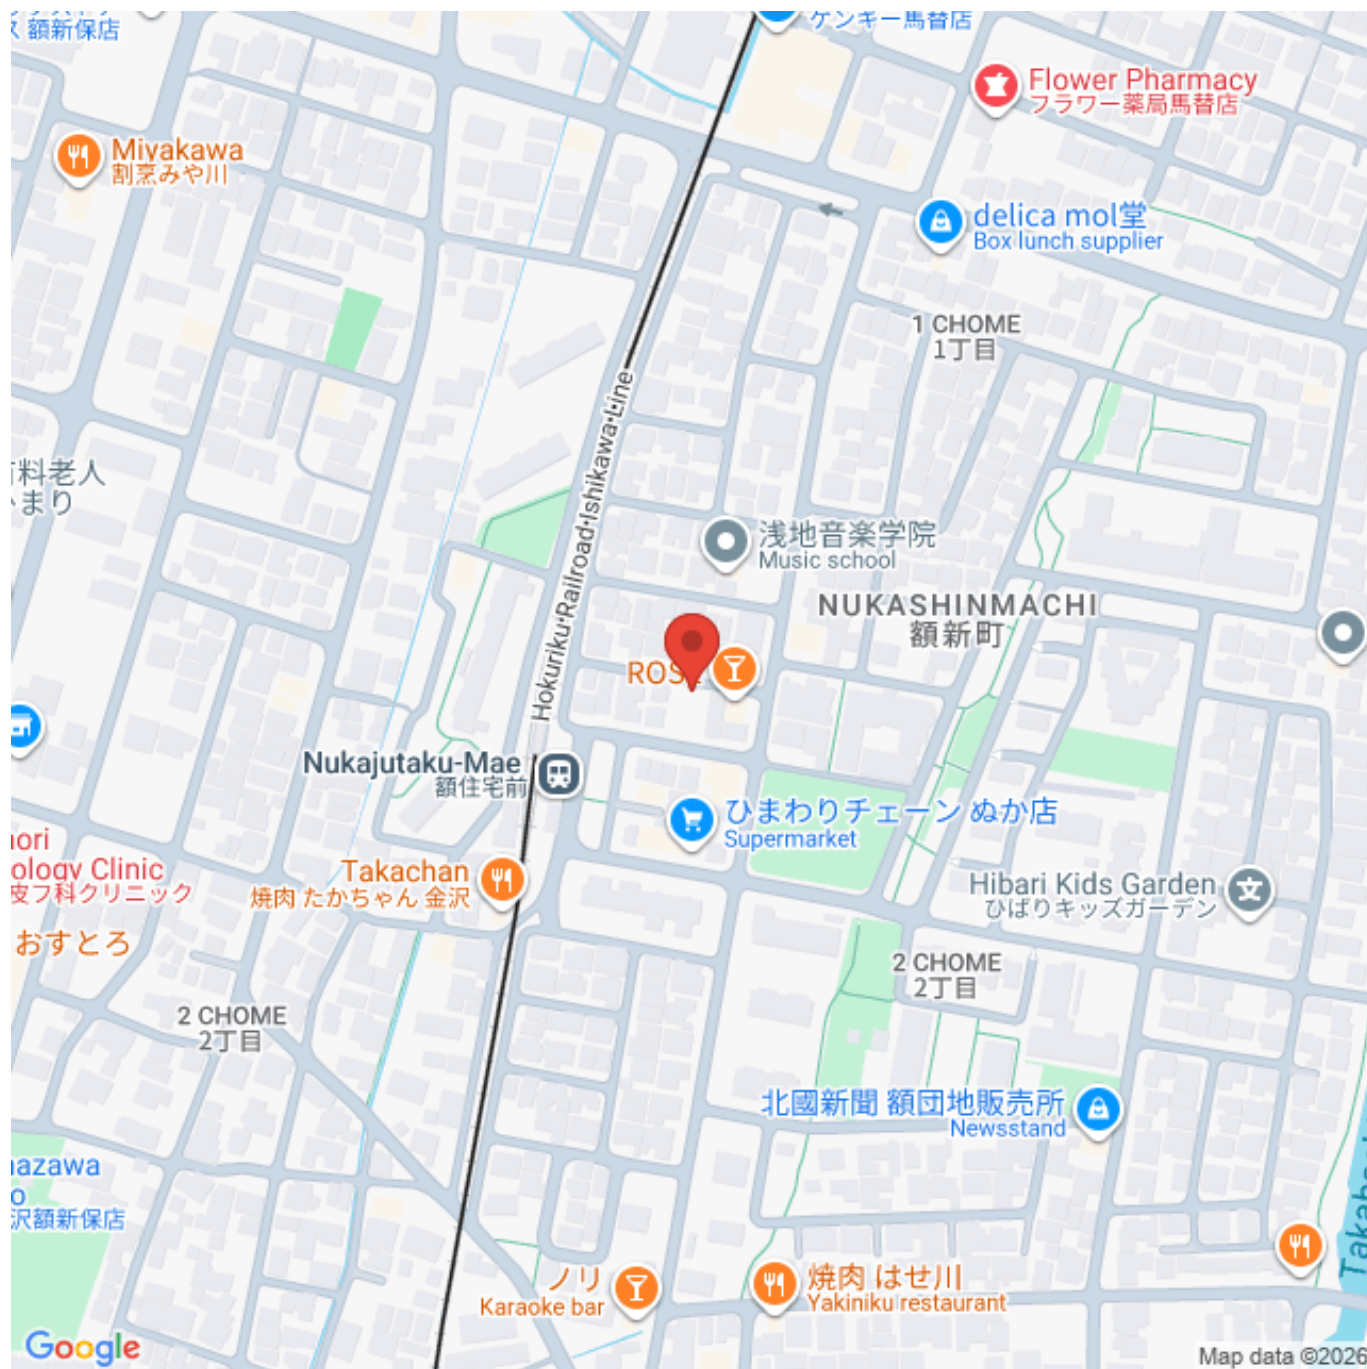 額新保店
ゲンキー馬替店
Flower Pharmacy
フラワー薬局馬替店
Miyakawa
割烹みや川
delica mol堂
Box lunch supplier
1 CHOME
1丁目
Hokuriku Railroad Ishikawa Line
料老人
まり
浅地音楽学院
Music school
NUKASHINMACHI
額新町
ROSE
Nukajutaku-Mae
額住宅前
ひまわりチェーン ぬか店
Supermarket
ori
ology Clinic
皮フ科クリニック
Takachan
焼肉 たかちゃん 金沢
Hibari Kids Garden
ひばりキッズガーデン
おすとろ
2 CHOME
2丁目
2 CHOME
2丁目
北國新聞 額団地販売所
Newsstand
azawa
o
沢額新保店
ノリ
Karaoke bar
焼肉 はせ川
Yakiniku restaurant
Google
Map data ©2026